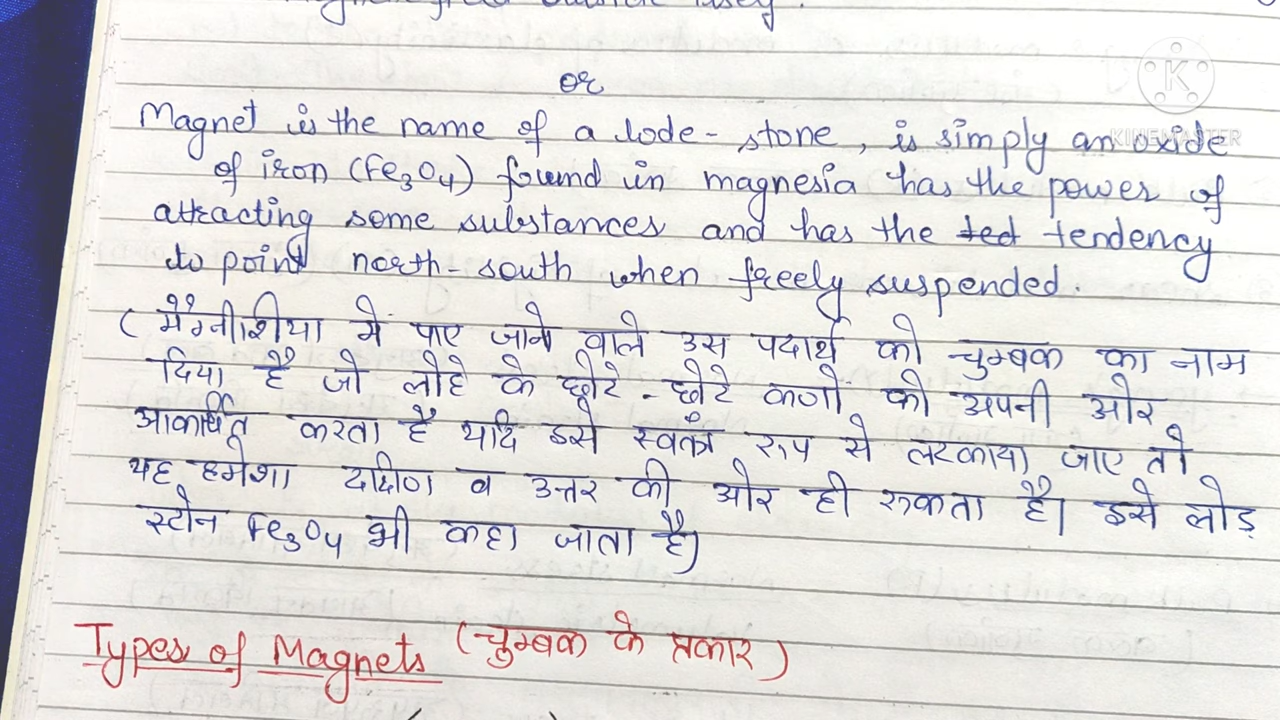 or
Magnet is the name of a lode-stone, is simply an oxide
of iron (Fe3O4) found in magnesia has the power of
attracting some substances and has the ted tendency
to point north-south when freely suspended.
( मैग्नीशिया में पाए जाने वाले उस पदार्थ को चुम्बक का नाम
दिया है जो लोहे के छोटे-छोटे कणों को अपनी ओर
आकर्षित करता है यदि इसे स्वतंत्र रूप से लटकाया जाए तो
यह हमेशा दक्षिण व उत्तर की ओर ही रुकता है। इसे लोड़
स्टोन Fe3O4 भी कहा जाता है)
Types of Magnets (चुम्बक के प्रकार)
K
KINEMASTER